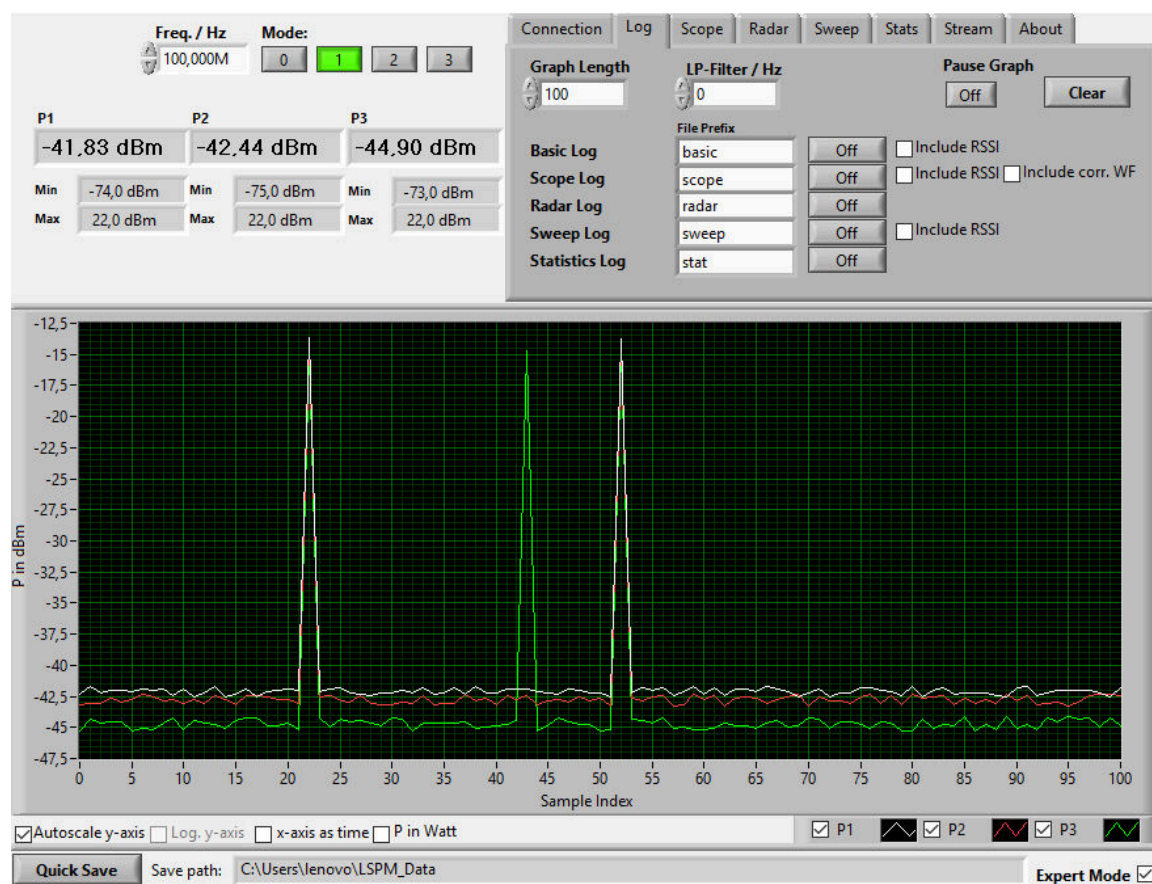 Freq. / Hz Mode:
100,000M 0 1 2 3
P1 P2 P3
-41,83 dBm -42,44 dBm -44,90 dBm
Min -74,0 dBm Min -75,0 dBm Min -73,0 dBm
Max 22,0 dBm Max 22,0 dBm Max 22,0 dBm
Connection Log Scope Radar Sweep Stats Stream About
Graph Length LP-Filter / Hz Pause Graph
100 0 Off Clear
File Prefix
Basic Log basic Off Include RSSI
Scope Log scope Off Include RSSI Include corr. WF
Radar Log radar Off
Sweep Log sweep Off Include RSSI
Statistics Log stat Off
-12,5
-15
-17,5
-20
-22,5
-25
-27,5
-30
-32,5
-35
-37,5
-40
-42,5
-45
-47,5
P in dBm
0 5 10 15 20 25 30 35 40 45 50 55 60 65 70 75 80 85 90 95 100
Sample Index
Autoscale y-axis Log. y-axis x-axis as time P in Watt P1 P2 P3
Quick Save Save path: C:\Users\lenovo\LSPM_Data Expert Mode